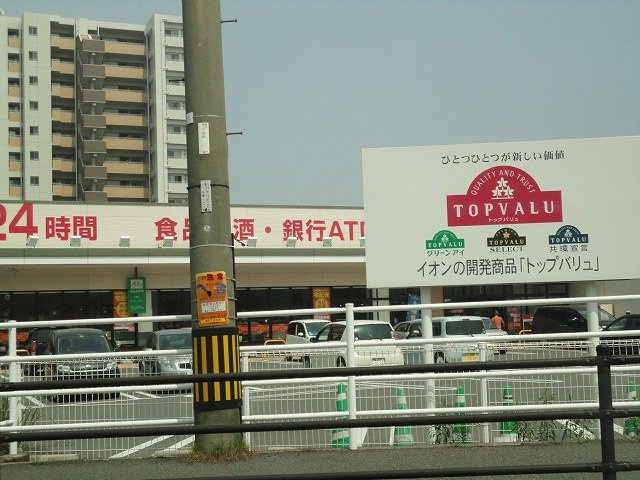 24時間
食品・酒・銀行ATM
ひとつひとつが新しい価値
QUALITY AND TRUST
TOPVALU
トップバリュ
TOPVALU
グリーンアイ
TOPVALU
SELECT
TOPVALU
共環宣言
イオンの開発商品「トップバリュ」